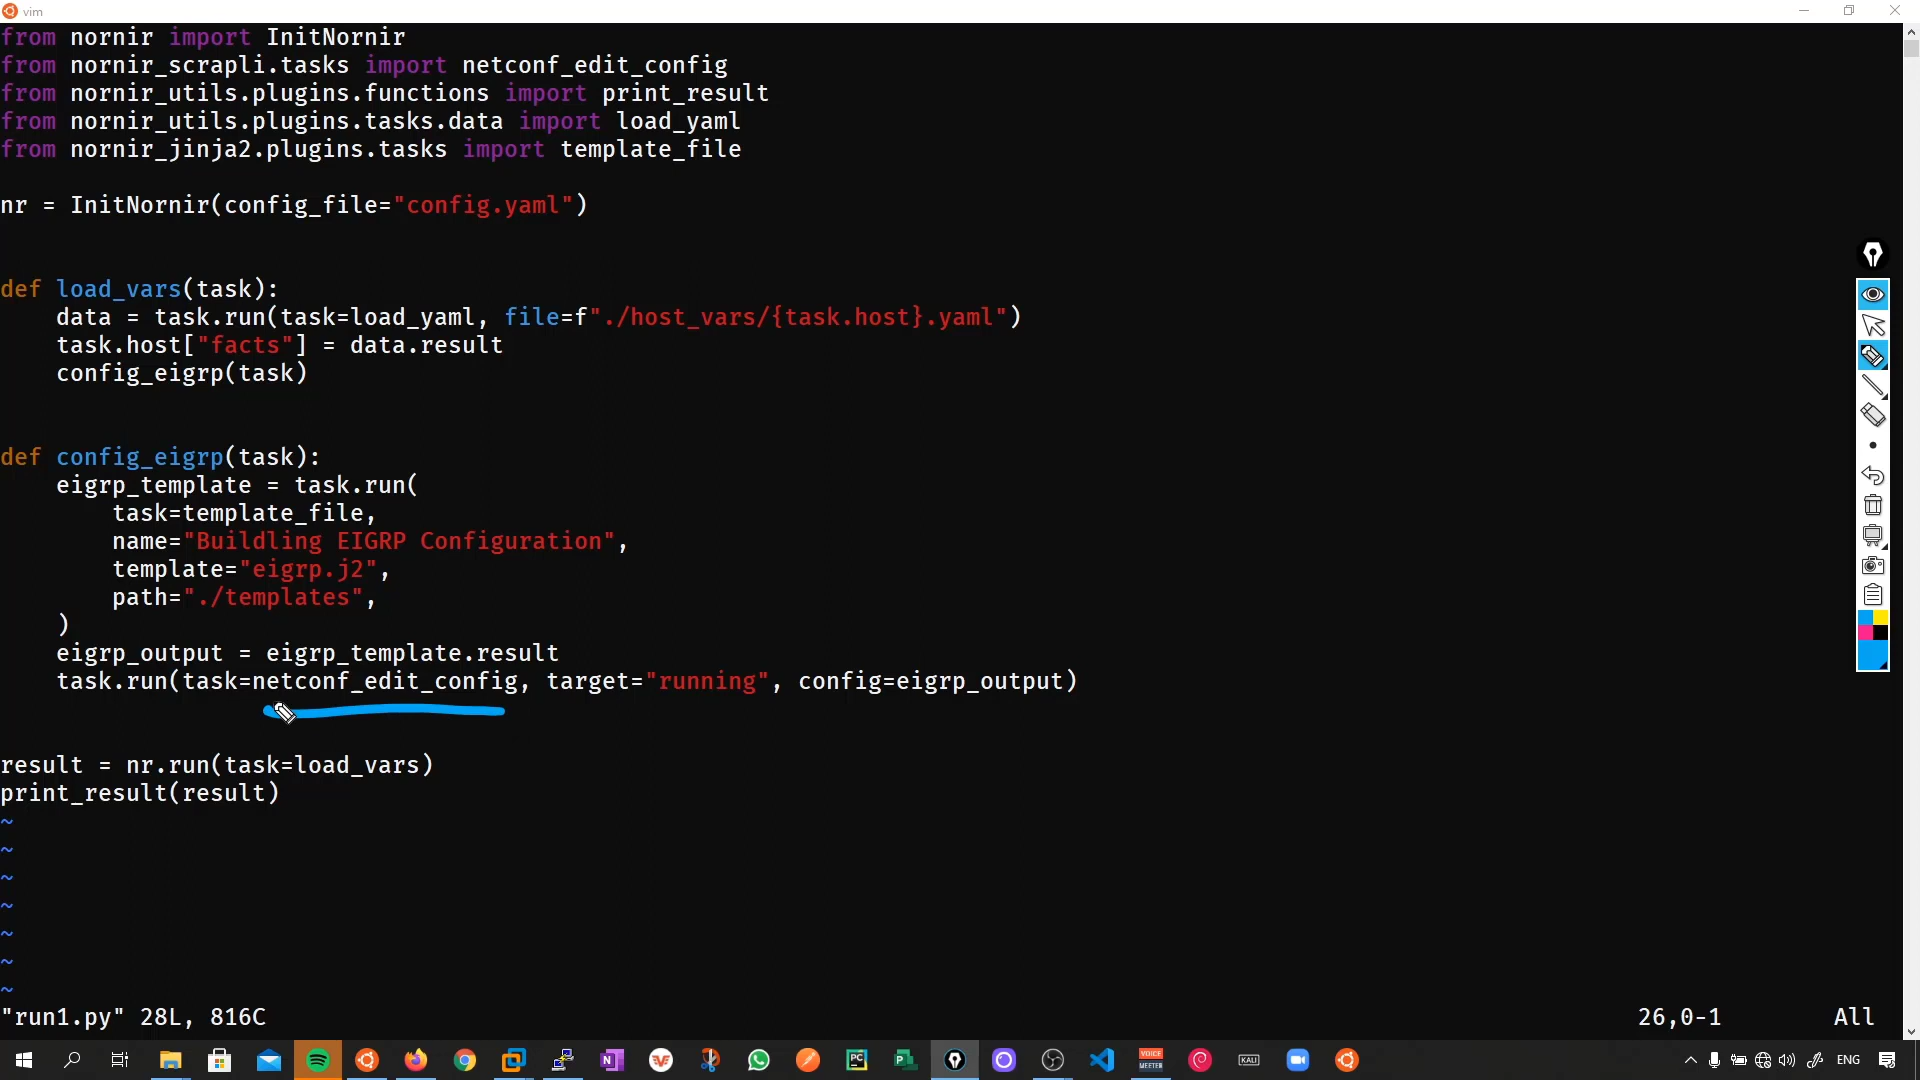 vim
from nornir import InitNornir
from nornir_scrapli.tasks import netconf_edit_config
from nornir_utils.plugins.functions import print_result
from nornir_utils.plugins.tasks.data import load_yaml
from nornir_jinja2.plugins.tasks import template_file
nr = InitNornir(config_file="config.yaml")
def load_vars(task):
    data = task.run(task=load_yaml, file=f"./host_vars/{task.host}.yaml")
    task.host["facts"] = data.result
    config_eigrp(task)
def config_eigrp(task):
    eigrp_template = task.run(
        task=template_file,
        name="Buildling EIGRP Configuration",
        template="eigrp.j2",
        path="./templates",
    )
    eigrp_output = eigrp_template.result
    task.run(task=netconf_edit_config, target="running", config=eigrp_output)
result = nr.run(task=load_vars)
print_result(result)
~
~
~
~
~
~
~
"run1.py" 28L, 816C 26,0-1 All
N PC P VOICE MEETER KALI ENG